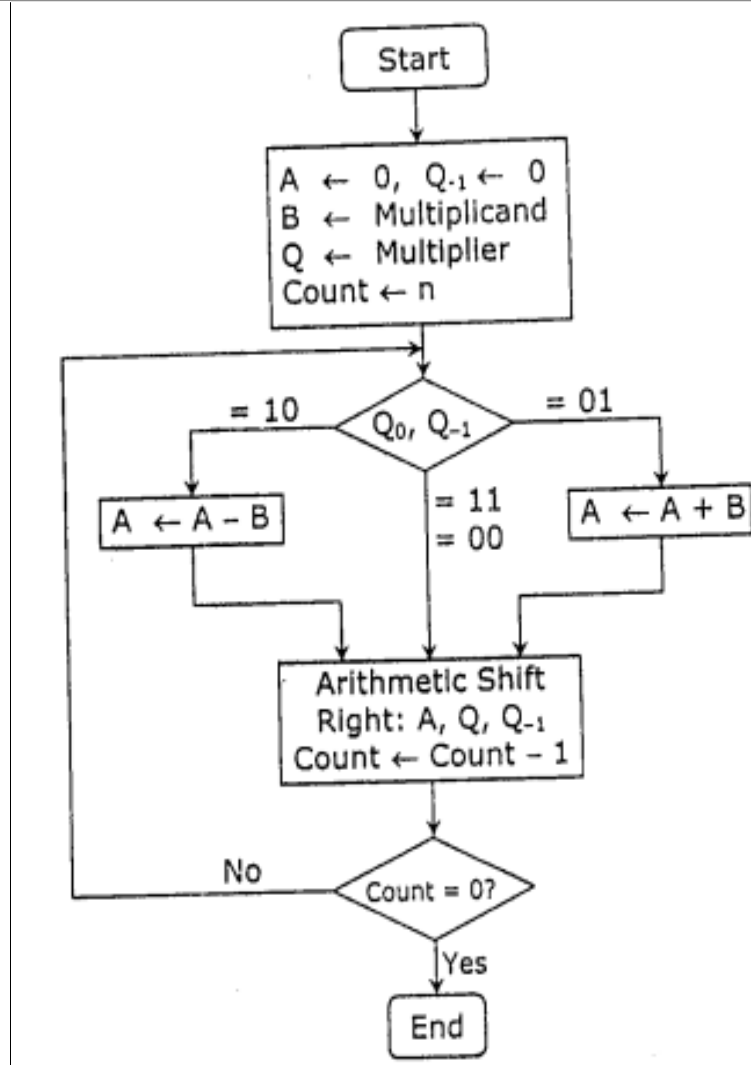 Start
A ← 0, Q-1 ← 0
B ← Multiplicand
Q ← Multiplier
Count ← n
= 10
Q0, Q–1
= 01
A ← A – B
= 11
= 00
A ← A + B
Arithmetic Shift
Right: A, Q, Q–1
Count ← Count – 1
No
Count = 0?
Yes
End